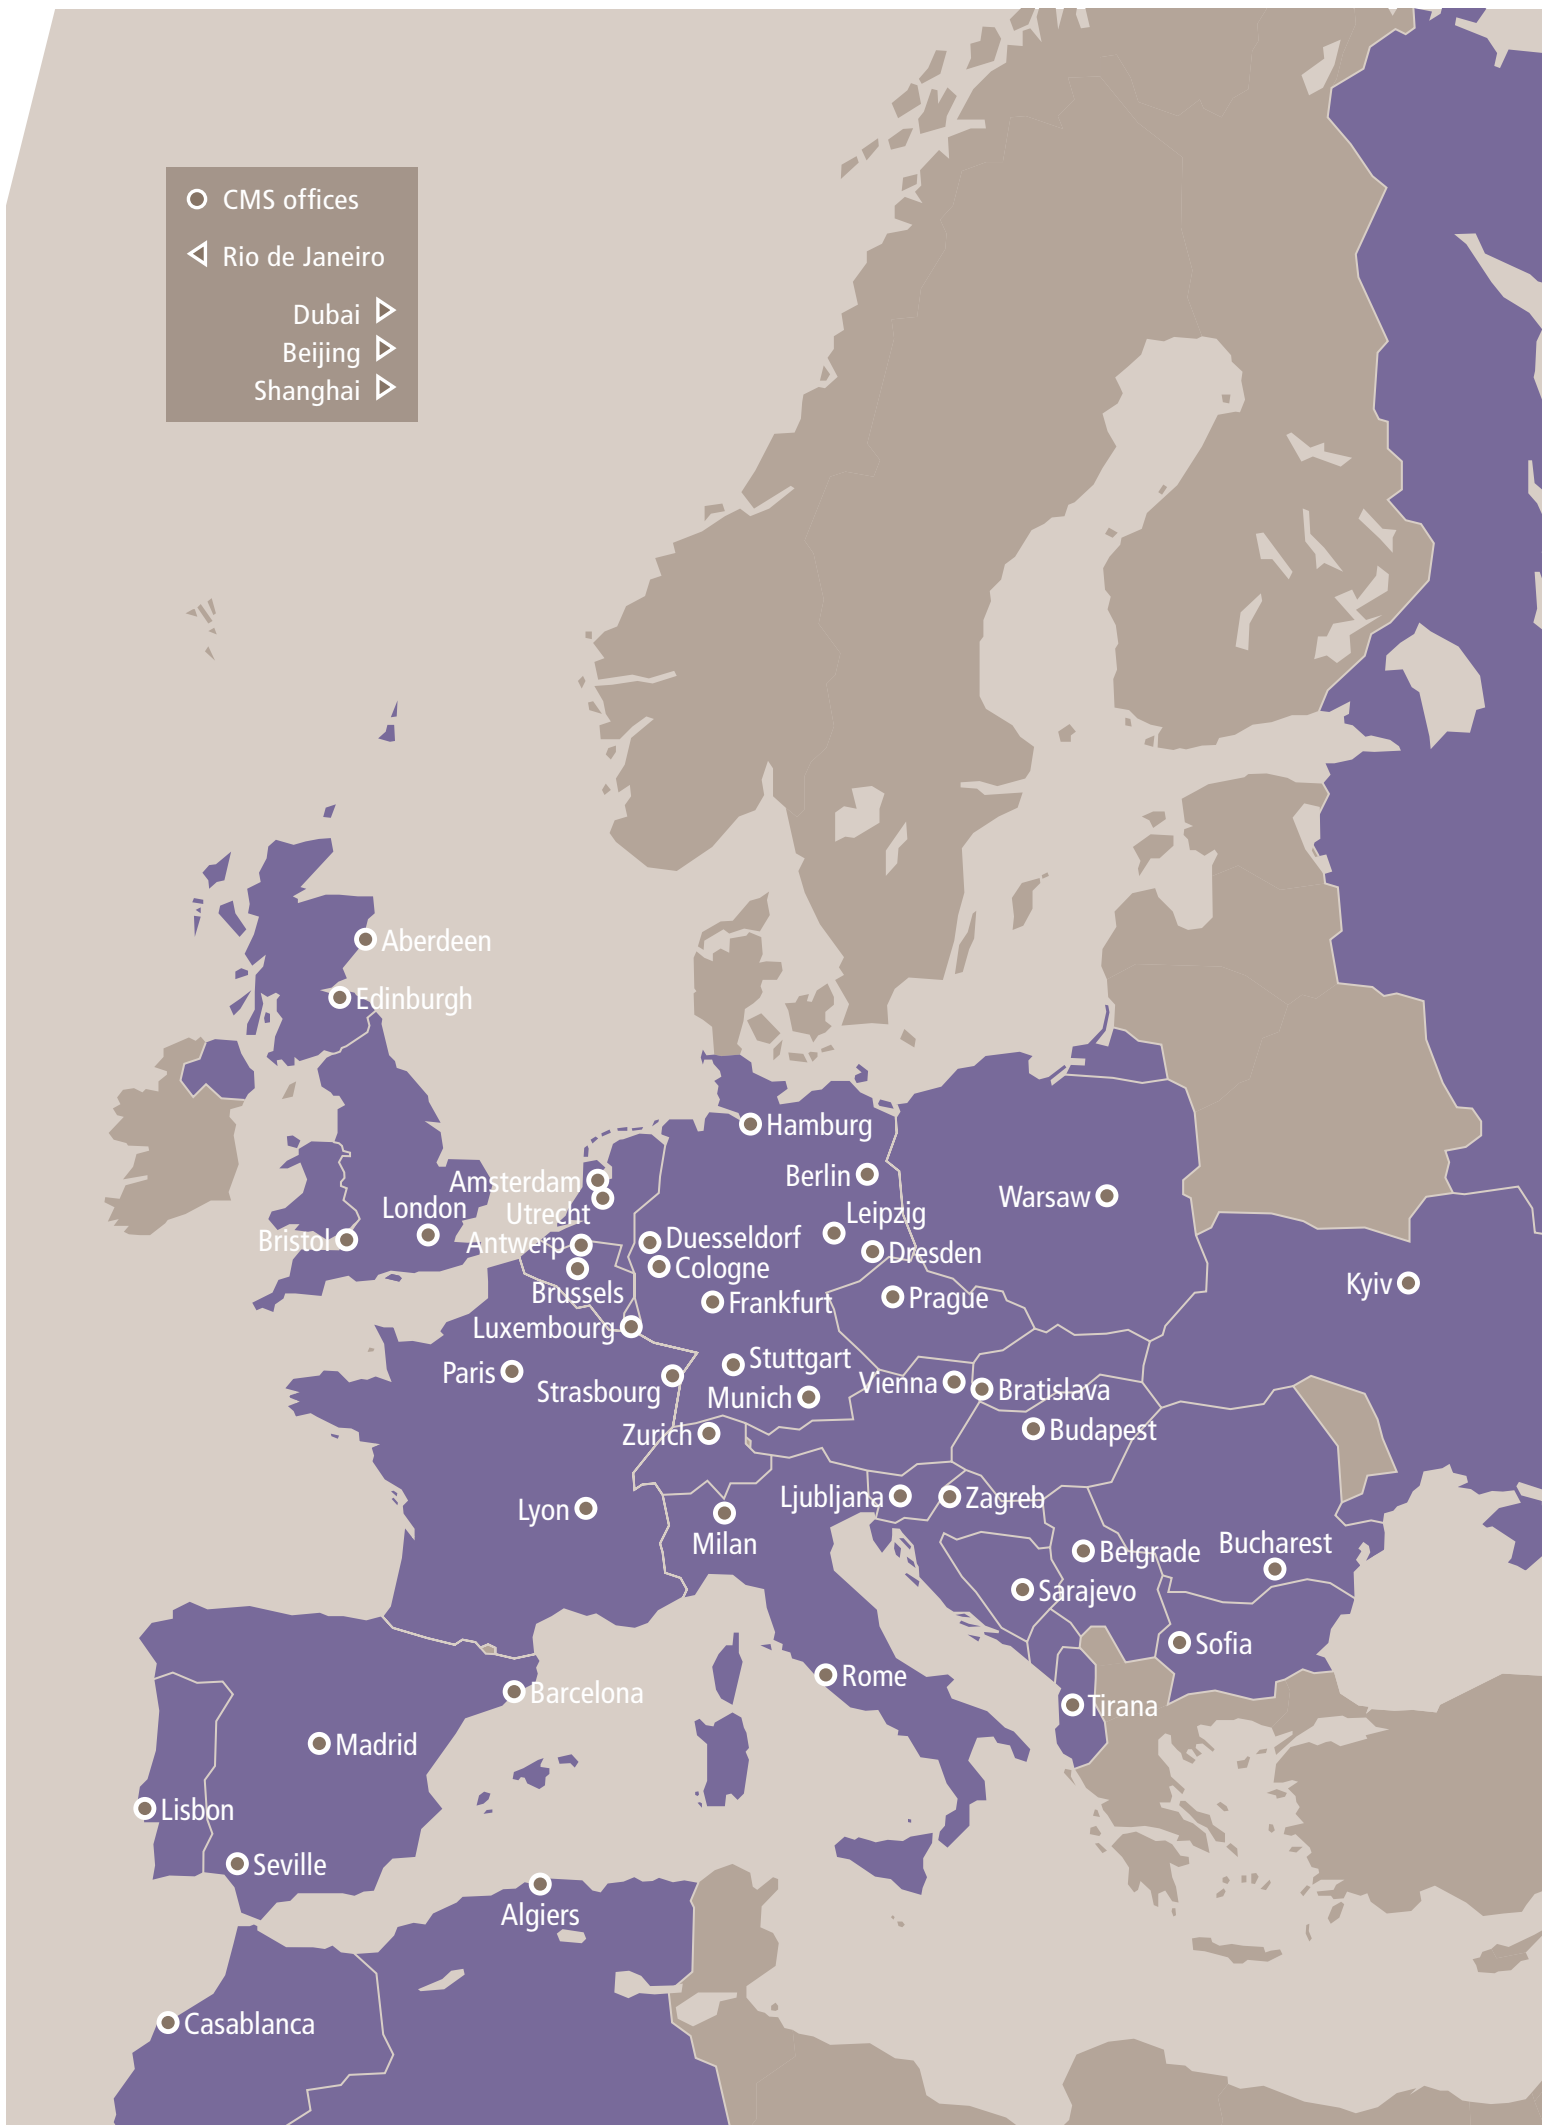 CMS offices
Rio de Janeiro
Dubai
Beijing
Shanghai
Aberdeen
Edinburgh
Hamburg
Berlin
Amsterdam
Warsaw
London
Utrecht
Leipzig
Bristol
Antwerp
Duesseldorf
Dresden
Cologne
Kyiv
Brussels
Frankfurt
Prague
Luxembourg
Paris
Stuttgart
Strasbourg
Munich
Vienna
Bratislava
Zurich
Budapest
Lyon
Ljubljana
Zagreb
Milan
Belgrade
Bucharest
Sarajevo
Sofia
Rome
Barcelona
Tirana
Madrid
Lisbon
Seville
Algiers
Casablanca